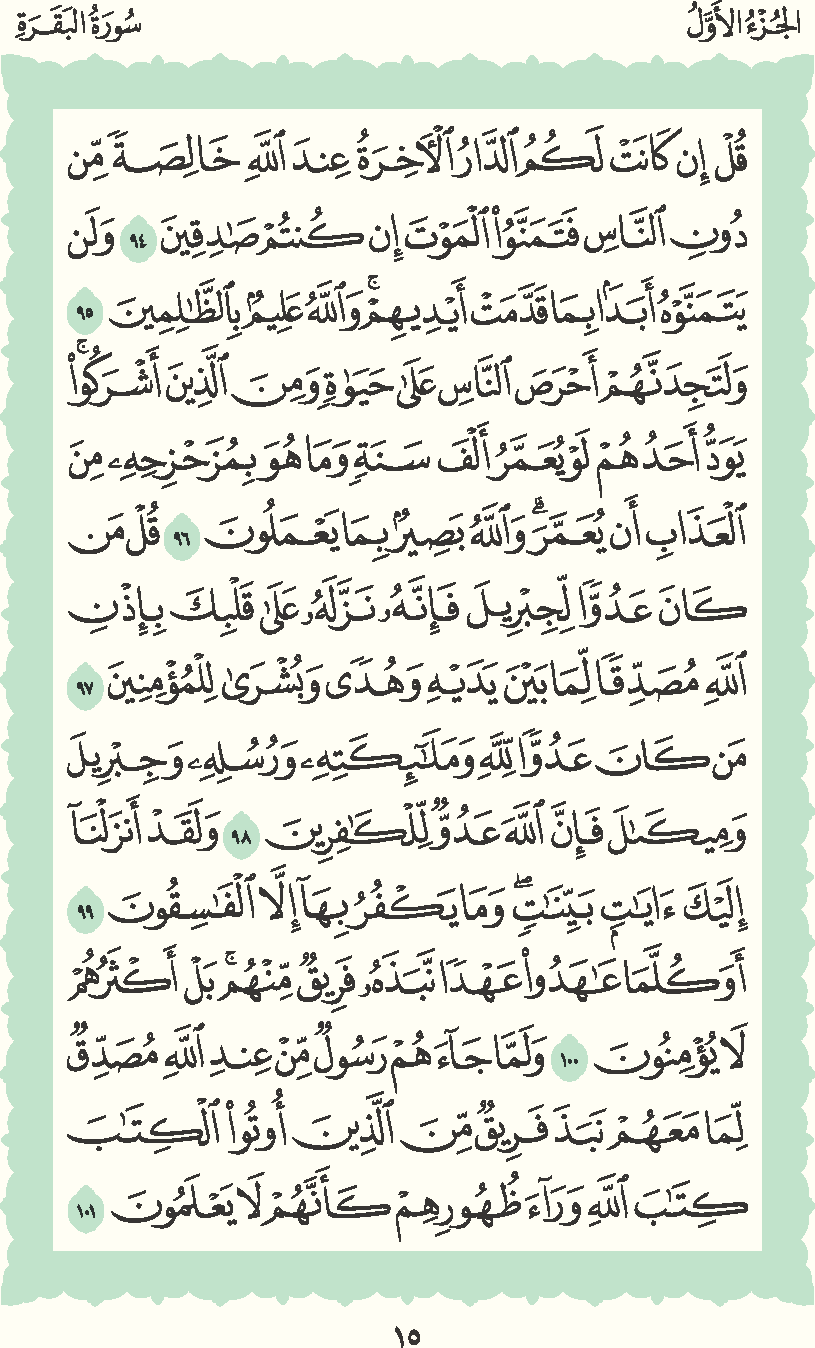 الجُزْءُ الأَوَّلُ سُورَةُ البَقَرَةِ
قُلْ إِن كَانَتْ لَكُمُ ٱلدَّارُ ٱلْأَخِرَةُ عِندَ ٱللَّهِ خَالِصَةً مِّن
دُونِ ٱلنَّاسِ فَتَمَنَّوُا۟ ٱلْمَوْتَ إِن كُنتُمْ صَٰدِقِينَ ٩٤ وَلَن
يَتَمَنَّوْهُ أَبَدَۢا بِمَا قَدَّمَتْ أَيْدِيهِمْ ۚ وَٱللَّهُ عَلِيمٌۢ بِٱلظَّٰلِمِينَ ٩٥
وَلَتَجِدَنَّهُمْ أَحْرَصَ ٱلنَّاسِ عَلَىٰ حَيَوٰةٍ وَمِنَ ٱلَّذِينَ أَشْرَكُوا۟ ۚ
يَوَدُّ أَحَدُهُمْ لَوْ يُعَمَّرُ أَلْفَ سَنَةٍ وَمَا هُوَ بِمُزَحْزِحِهِۦ مِنَ
ٱلْعَذَابِ أَن يُعَمَّرَ ۗ وَٱللَّهُ بَصِيرٌۢ بِمَا يَعْمَلُونَ ٩٦ قُلْ مَن
كَانَ عَدُوًّا لِّجِبْرِيلَ فَإِنَّهُۥ نَزَّلَهُۥ عَلَىٰ قَلْبِكَ بِإِذْنِ
ٱللَّهِ مُصَدِّقًا لِّمَا بَيْنَ يَدَيْهِ وَهُدًى وَبُشْرَىٰ لِلْمُؤْمِنِينَ ٩٧
مَن كَانَ عَدُوًّا لِّلَّهِ وَمَلَٰٓئِكَتِهِۦ وَرُسُلِهِۦ وَجِبْرِيلَ
وَمِيكَىٰلَ فَإِنَّ ٱللَّهَ عَدُوٌّ لِّلْكَٰفِرِينَ ٩٨ وَلَقَدْ أَنزَلْنَآ
إِلَيْكَ ءَايَٰتٍۭ بَيِّنَٰتٍ ۖ وَمَا يَكْفُرُ بِهَآ إِلَّا ٱلْفَٰسِقُونَ ٩٩
أَوَكُلَّمَا عَٰهَدُوا۟ عَهْدًا نَّبَذَهُۥ فَرِيقٌ مِّنْهُم ۚ بَلْ أَكْثَرُهُمْ
لَا يُؤْمِنُونَ ١٠٠ وَلَمَّا جَآءَهُمْ رَسُولٌ مِّنْ عِندِ ٱللَّهِ مُصَدِّقٌ
لِّمَا مَعَهُمْ نَبَذَ فَرِيقٌ مِّنَ ٱلَّذِينَ أُوتُوا۟ ٱلْكِتَٰبَ
كِتَٰبَ ٱللَّهِ وَرَآءَ ظُهُورِهِمْ كَأَنَّهُمْ لَا يَعْلَمُونَ ١٠١
١٥